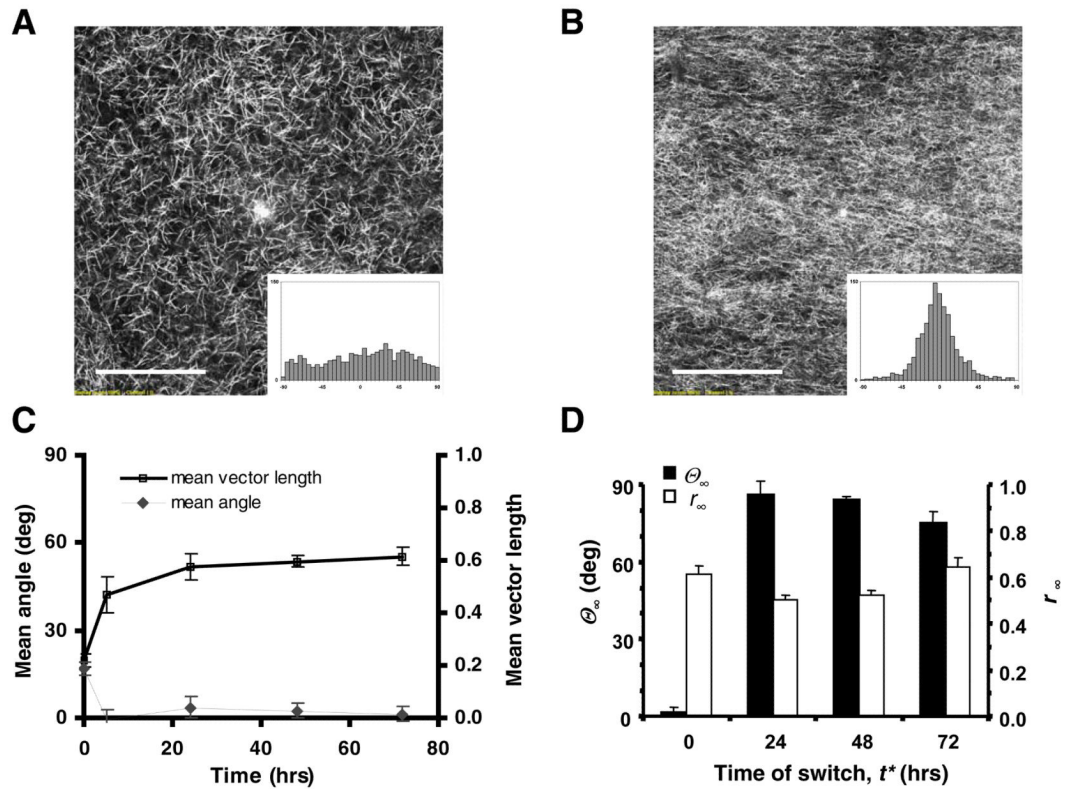 A
B
150
0
-90 -45 0 45 90
150
0
-90 -45 0 45 90
C
D
90
60
30
0
Mean angle (deg)
mean vector length
mean angle
1.0
0.8
0.6
0.4
0.2
0.0
Mean vector length
0 20 40 60 80
Time (hrs)
90
60
30
0
Θ∞ (deg)
Θ∞
r∞
1.0
0.8
0.6
0.4
0.2
0.0
r∞
0 24 48 72
Time of switch, t* (hrs)